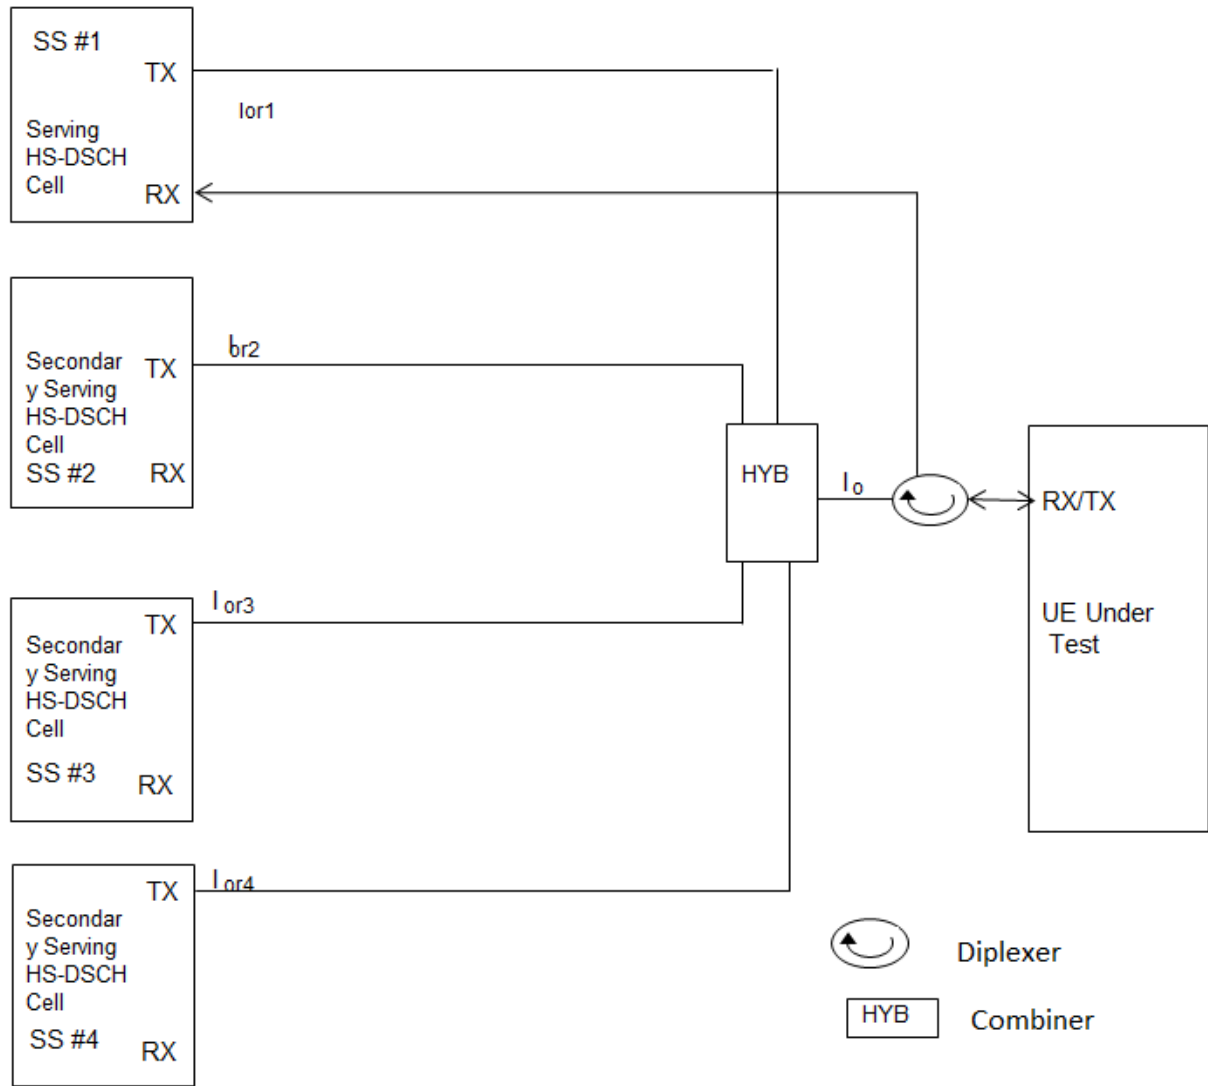 SS #1
TX
Ior1
Serving
HS-DSCH
Cell
RX
Secondar
y Serving
HS-DSCH
Cell
SS #2
TX
RX
Ior2
HYB
Io
RX/TX
UE Under
Test
TX
Ior3
Secondar
y Serving
HS-DSCH
Cell
SS #3
RX
TX
Ior4
Secondar
y Serving
HS-DSCH
Cell
SS #4
RX
Diplexer
HYB
Combiner